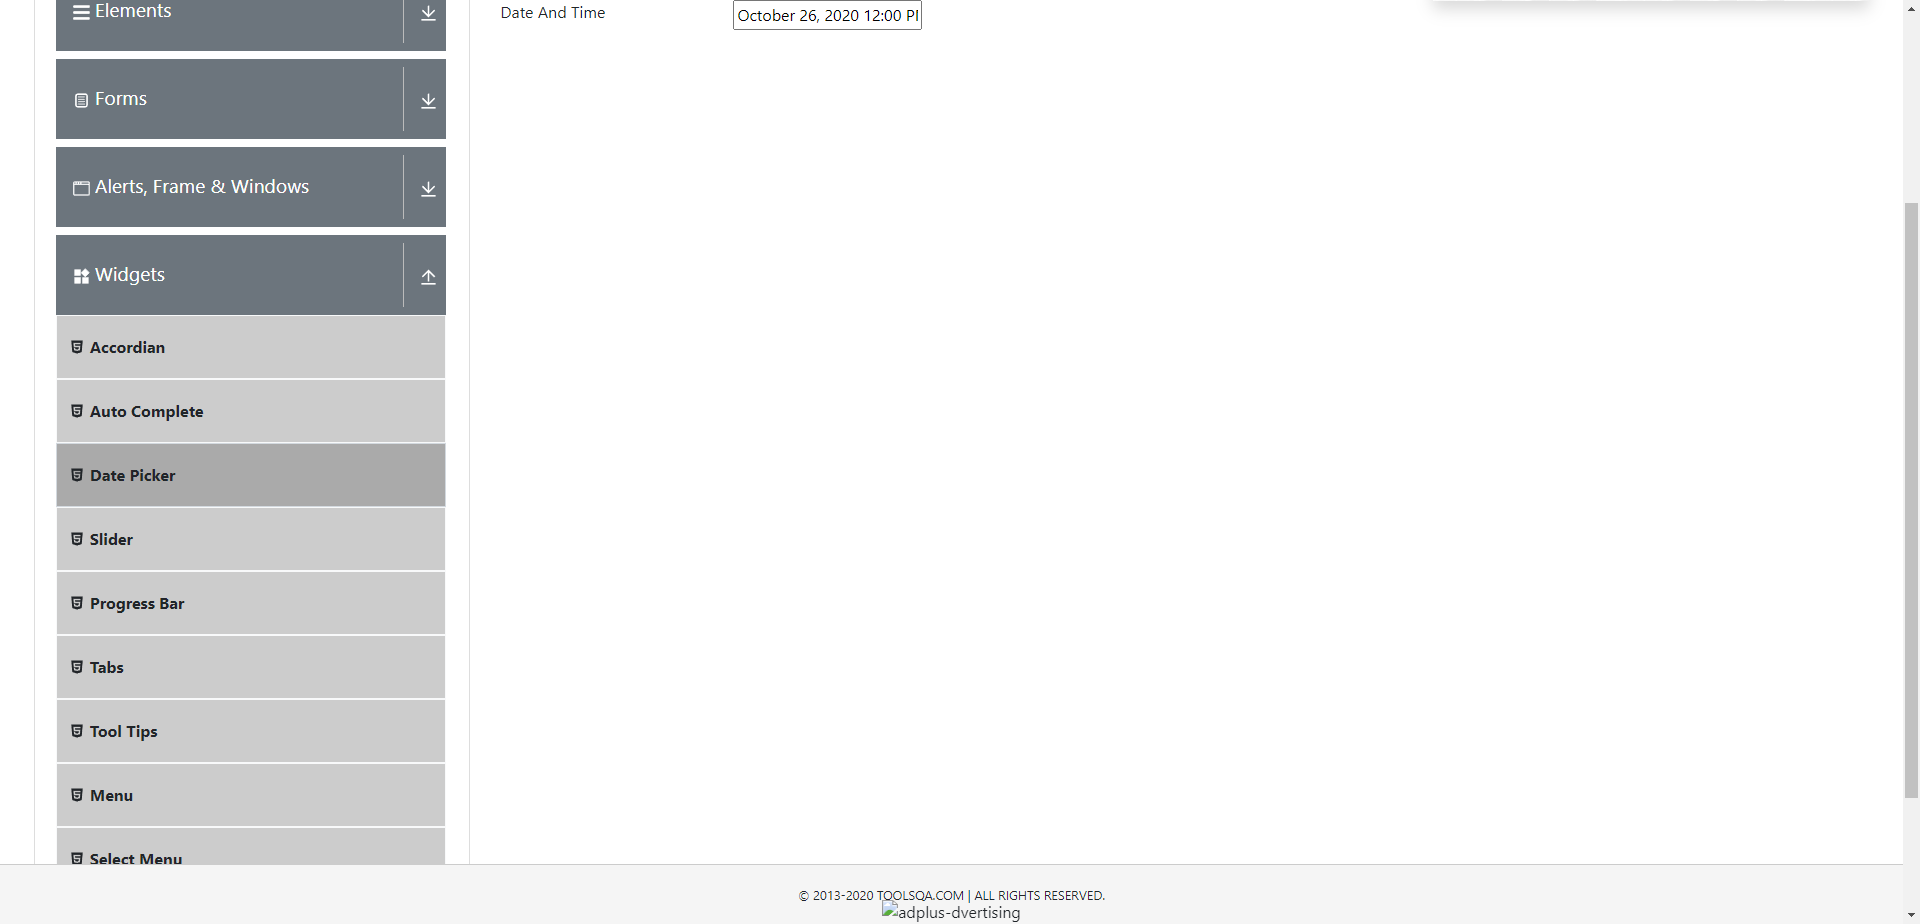 Elements
Date And Time
October 26, 2020 12:00 P
Forms
Alerts, Frame & Windows
Widgets
Accordian
Auto Complete
Date Picker
Slider
Progress Bar
Tabs
Tool Tips
Menu
Select Menu
© 2013-2020 TOOLSQA.COM | ALL RIGHTS RESERVED.
adplus-dvertising